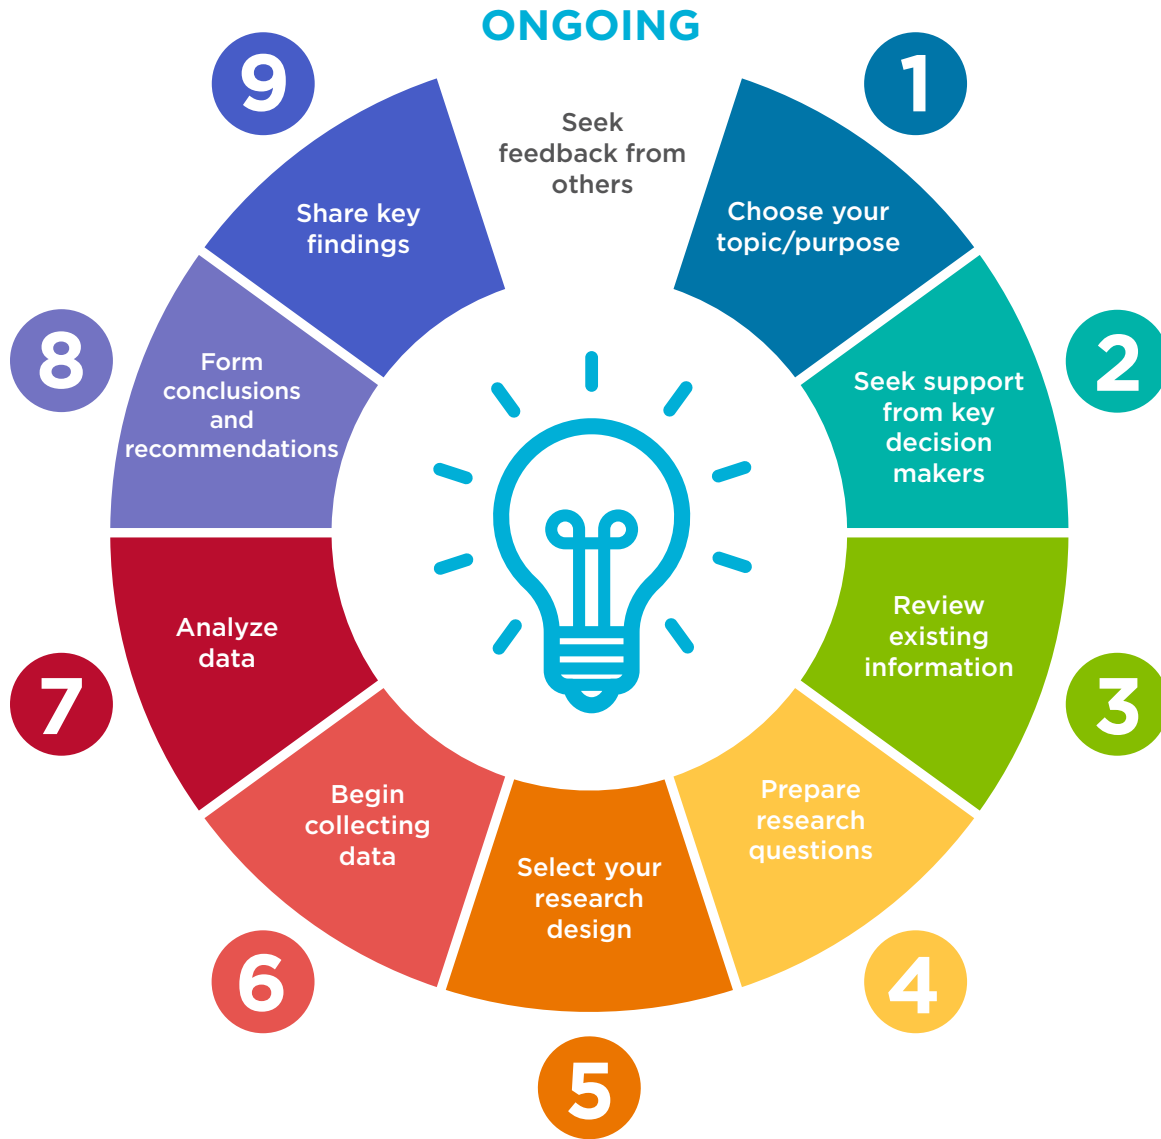 ONGOING
Seek
feedback from
others
1
Choose your
topic/purpose
2
Seek support
from key
decision
makers
3
Review
existing
information
4
Prepare
research
questions
5
Select your
research
design
6
Begin
collecting
data
7
Analyze
data
8
Form
conclusions
and
recommendations
9
Share key
findings